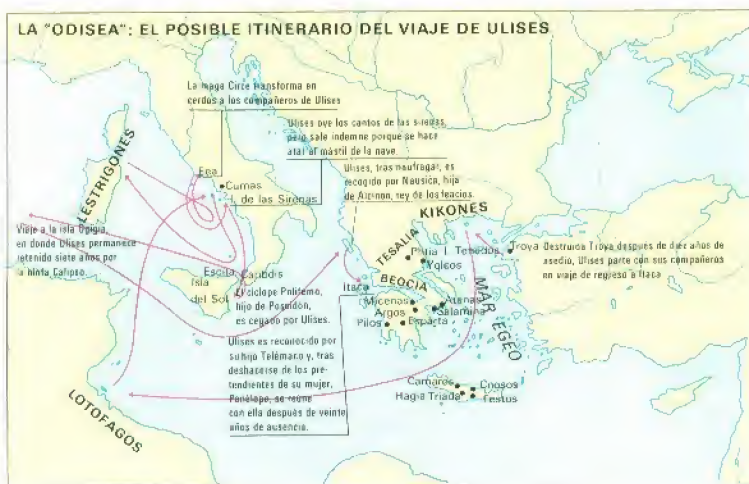 LA "ODISEA": EL POSIBLE ITINERARIO DEL VIAJE DE ULISES
La maga Circe transforma en
cerdos a los compañeros de Ulises
Ulises oye los cantos de las sirenas,
pero sale indemne porque se hace
atar al mástil de la nave.
Ulises, tras naufragar, es
recogido por Nausica, hija
de Alcinoo, rey de los feacios.
Eea
Cumas
I. de las Sirenas
LESTRIGONES
Viaje a la isla Ogigia,
en donde Ulises permanece
retenido siete años por
la ninfa Calipso.
Escila
Caribdis
Isla
del Sol
El cíclope Polifemo,
hijo de Poseidón,
es cegado por Ulises.
Ulises es reconocido por
su hijo Telémaco y, tras
deshacerse de los pre-
tendientes de su mujer,
Penélope, se reúne
con ella después de veinte
años de ausencia.
LOTOFAGOS
KIKONES
TESALIA
I. Tenedos
Yolcos
BEOCIA
Itaca
Micenas
Argos
Pilos
Esparta
Atenas
Salamina
MAR EGEO
Troya
Destruida Troya después de diez años de
asedio, Ulises parte con sus compañeros
en viaje de regreso a Itaca
Camares
Hagia Triada
Cnosos
Festus